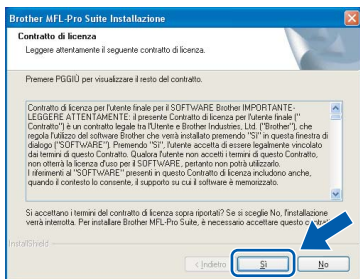 Brother MFL-Pro Suite Installazione
Contratto di licenza
Leggere attentamente il seguente contratto di licenza.
Premere PGGIÙ per visualizzare il resto del contratto.
Contratto di licenza per l'utente finale per il SOFTWARE Brother IMPORTANTE-
LEGGERE ATTENTAMENTE: il presente Contratto di licenza per l'utente finale ("
Contratto") è un contratto legale tra l'Utente e Brother Industries, Ltd. ("Brother"), che
regola l'utilizzo del software Brother che verrà installato premendo "Sì" in questa finestra di
dialogo ("SOFTWARE"). Premendo "Sì", l'utente accetta di essere legalmente vincolato
dai termini di questo Contratto. Qualora l'utente non accetti i termini di questo Contratto,
non otterrà la licenza d'uso per il SOFTWARE, pertanto non potrà utilizzarlo.
I riferimenti al "SOFTWARE" presenti in questo Contratto di licenza includono anche,
quando il contesto lo consente, il supporto su cui il software è memorizzato.
Si accettano i termini del contratto di licenza sopra riportati? Se si sceglie No, l'installazione
verrà interrotta. Per installare Brother MFL-Pro Suite, è necessario accettare questo
InstallShield
< Indietro Sì No